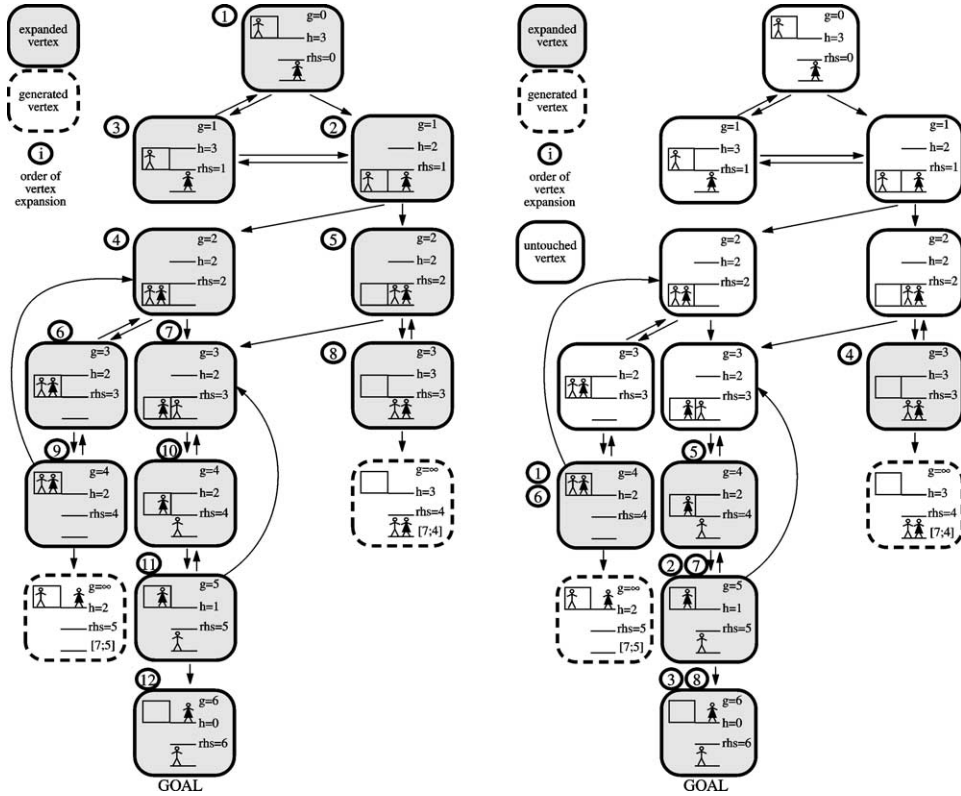 expanded
vertex
generated
vertex
i
order of
vertex
expansion
1
g=0
h=3
rhs=0
3
g=1
h=3
rhs=1
2
g=1
h=2
rhs=1
4
g=2
h=2
rhs=2
5
g=2
h=2
rhs=2
6
g=3
h=2
rhs=3
7
g=3
h=2
rhs=3
8
g=3
h=3
rhs=3
9
g=4
h=2
rhs=4
10
g=4
h=2
rhs=4
g=∞
h=3
rhs=4
[7;4]
g=∞
h=2
rhs=5
[7;5]
11
g=5
h=1
rhs=5
12
g=6
h=0
rhs=6
GOAL
expanded
vertex
generated
vertex
i
order of
vertex
expansion
untouched
vertex
g=0
h=3
rhs=0
g=1
h=3
rhs=1
g=1
h=2
rhs=1
g=2
h=2
rhs=2
g=2
h=2
rhs=2
g=3
h=2
rhs=3
g=3
h=2
rhs=3
4
g=3
h=3
rhs=3
1
6
g=4
h=2
rhs=4
5
g=4
h=2
rhs=4
g=∞
h=3
rhs=4
[7;4]
g=∞
h=2
rhs=5
[7;5]
2 7
g=5
h=1
rhs=5
3 8
g=6
h=0
rhs=6
GOAL